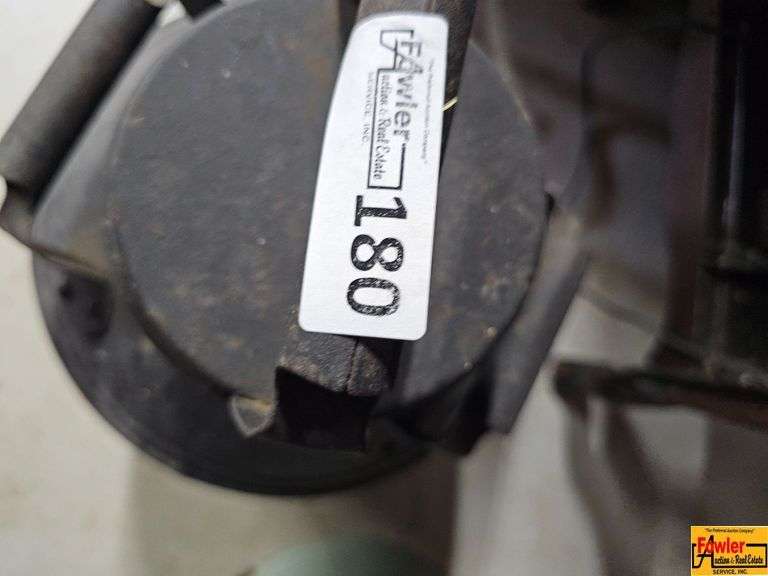 "The Preferred Auction Company"
FAwler
Auction & Real Estate
SERVICE, INC.
180
"The Preferred Auction Company"
Fowler
Auction & Real Estate
SERVICE, INC.